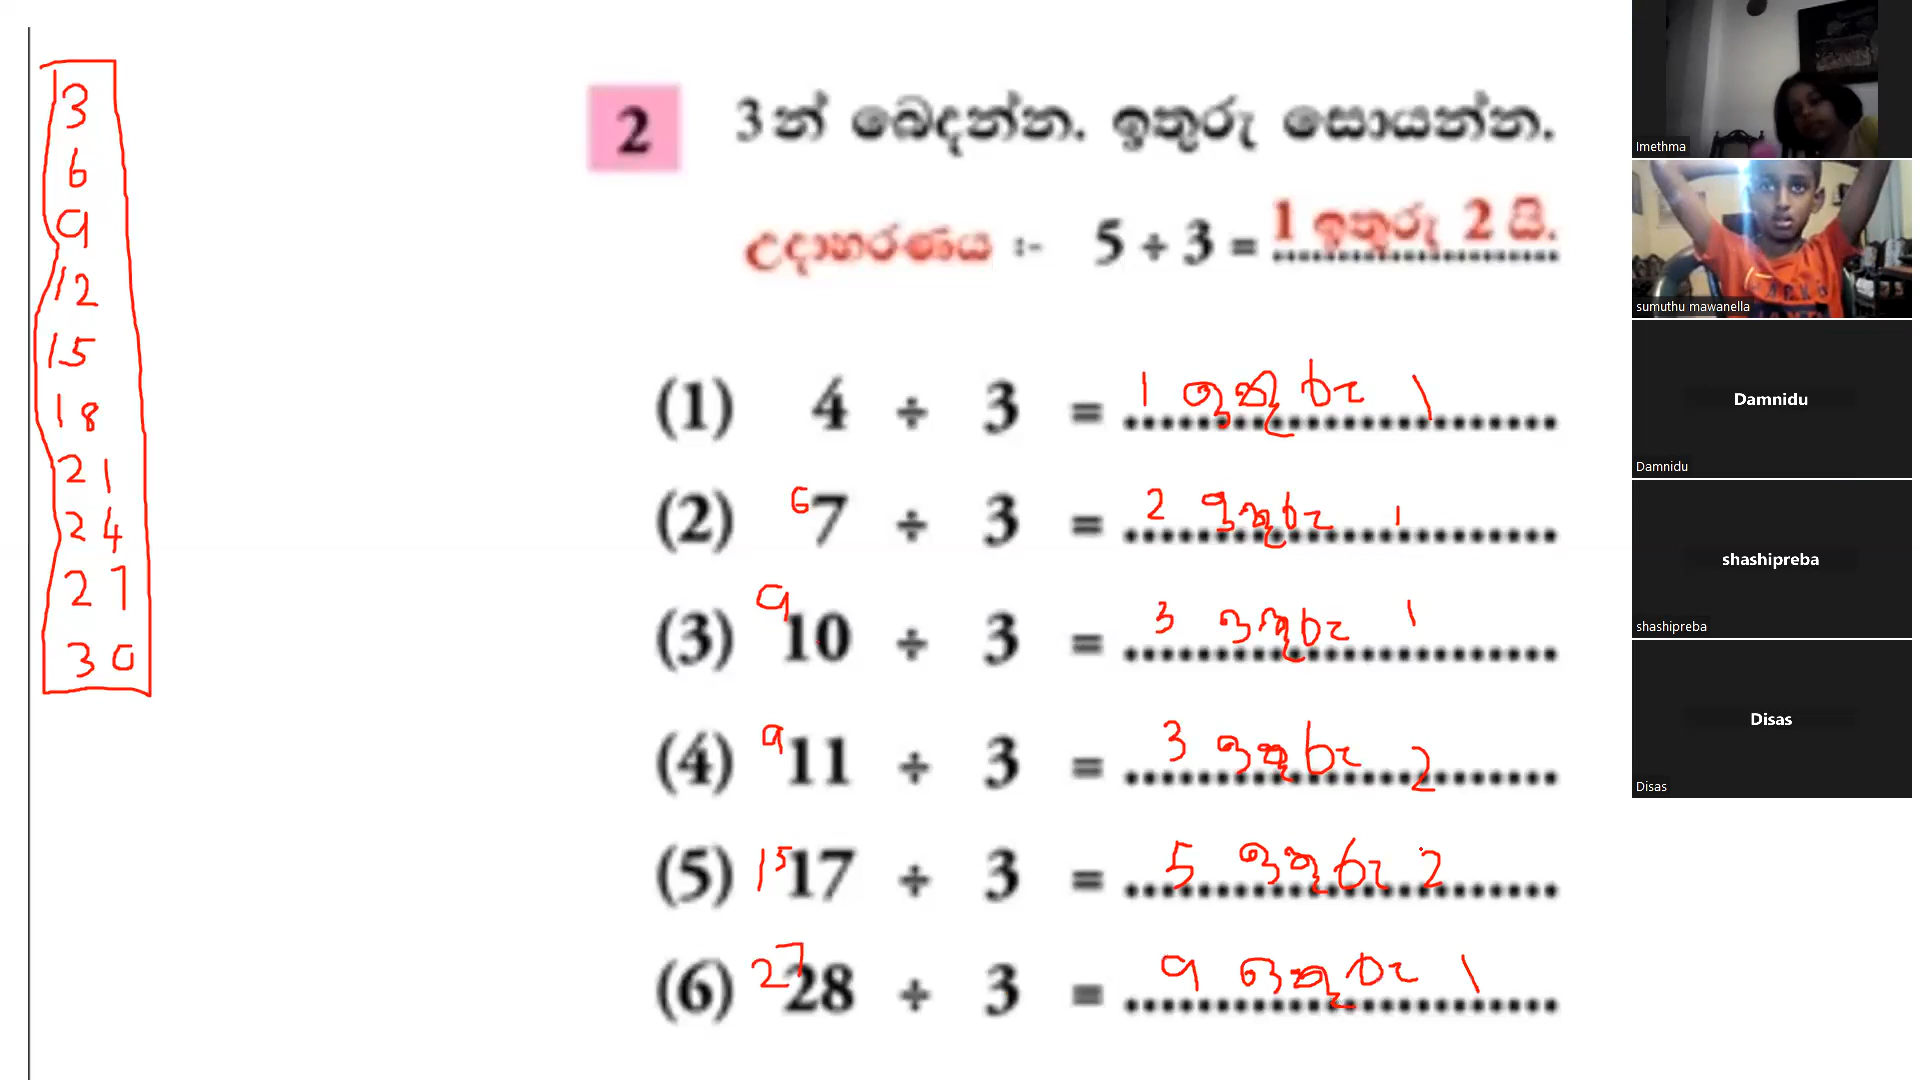 3
6
9
12
15
18
21
24
27
30
2 3න් බෙදන්න. ඉතුරු සොයන්න.
උදාහරණය :- 5 ÷ 3 = 1 ඉතුරු 2 යි.
(1) 4 ÷ 3 = 1 ඉතුරු 1
(2) 6 7 ÷ 3 = 2 ඉතුරු 1
(3) 9 10 ÷ 3 = 3 ඉතුරු 1
(4) 9 11 ÷ 3 = 3 ඉතුරු 2
(5) 15 17 ÷ 3 = 5 ඉතුරු 2
(6) 27 28 ÷ 3 = 9 ඉතුරු 1
Imethma
sumuthu mawanella
Damnidu
Damnidu
shashipreba
shashipreba
Disas
Disas